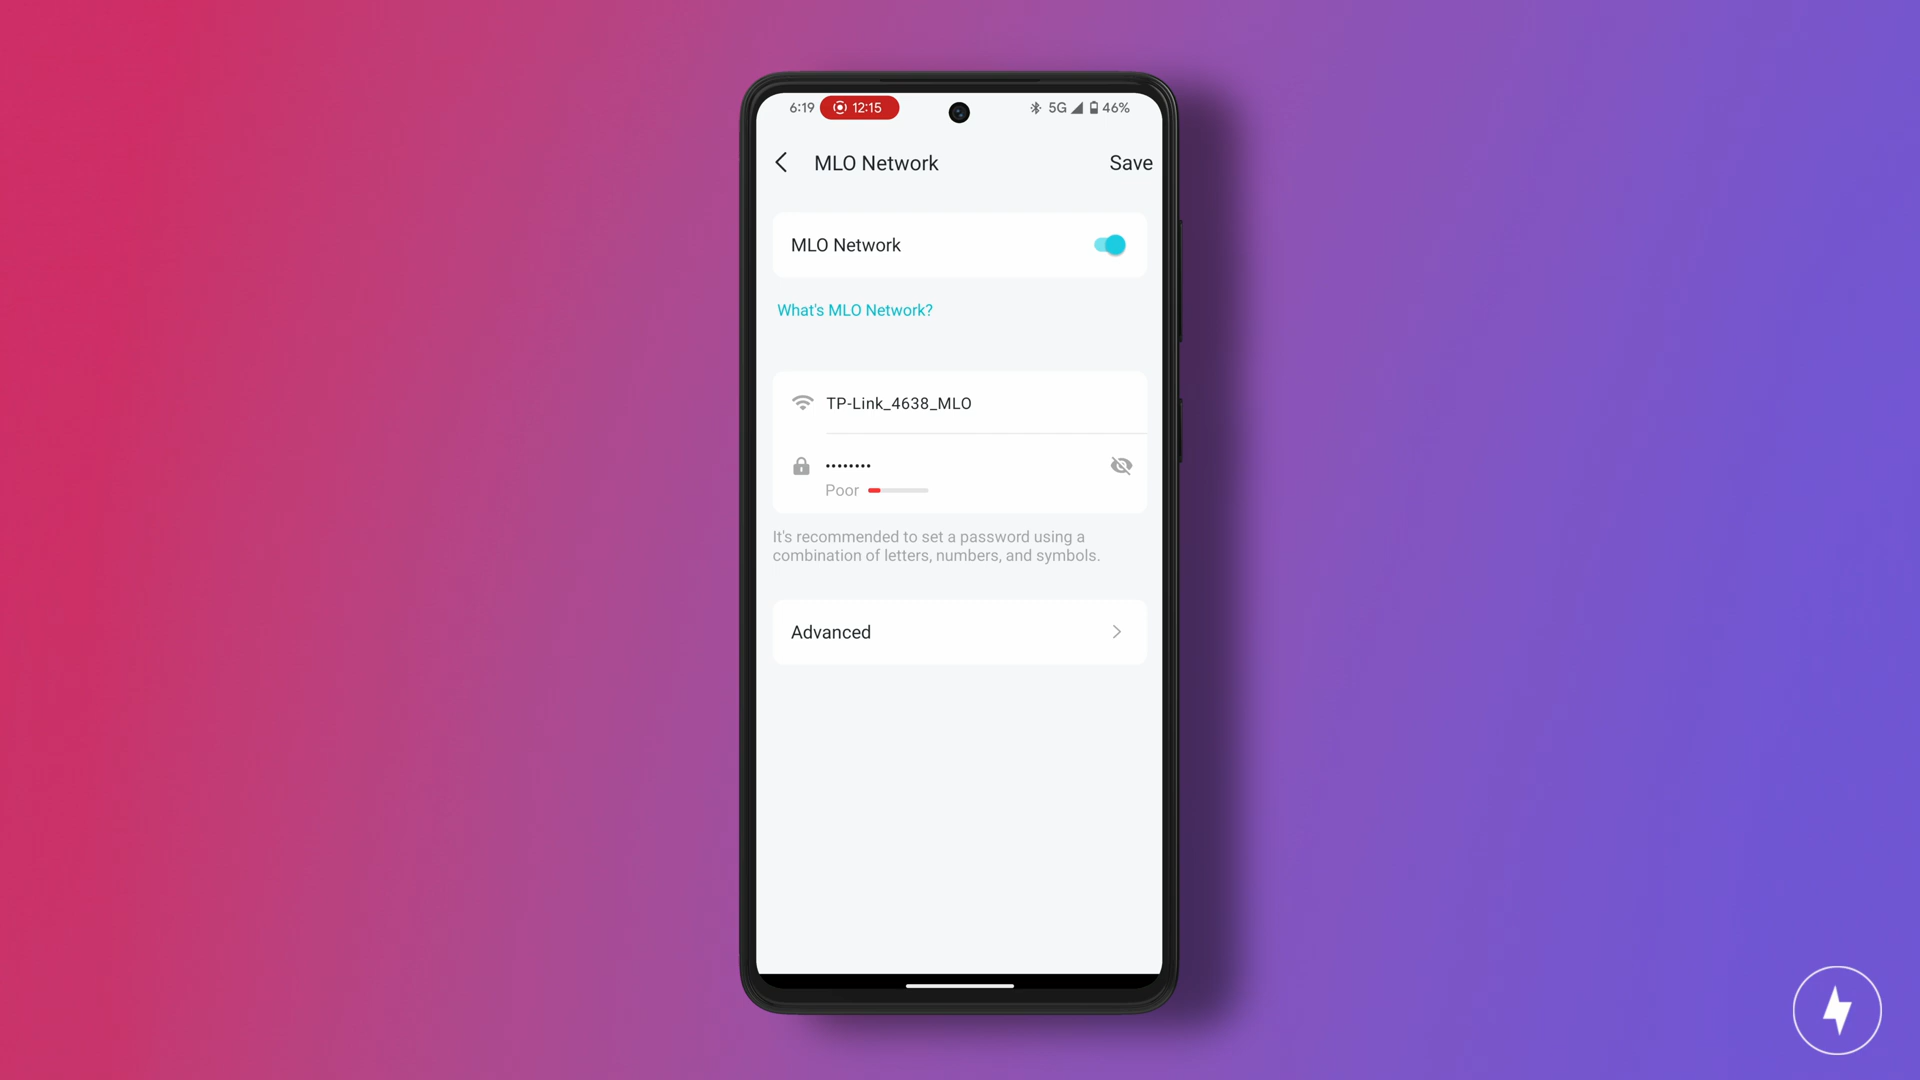 6:19 12:15 5G 46%
MLO Network Save
MLO Network
What's MLO Network?
TP-Link_4638_MLO
••••••••
Poor
It's recommended to set a password using a
combination of letters, numbers, and symbols.
Advanced